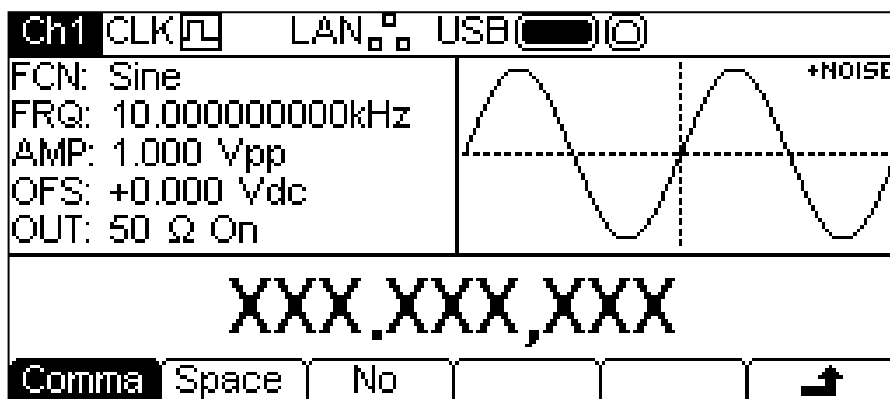 Ch1 CLK LAN USB
FCN: Sine
+NOISE
FRQ: 10.000000000kHz
AMP: 1.000 Vpp
OFS: +0.000 Vdc
OUT: 50 Ω On
XXX.XXX,XXX
Comma Space No